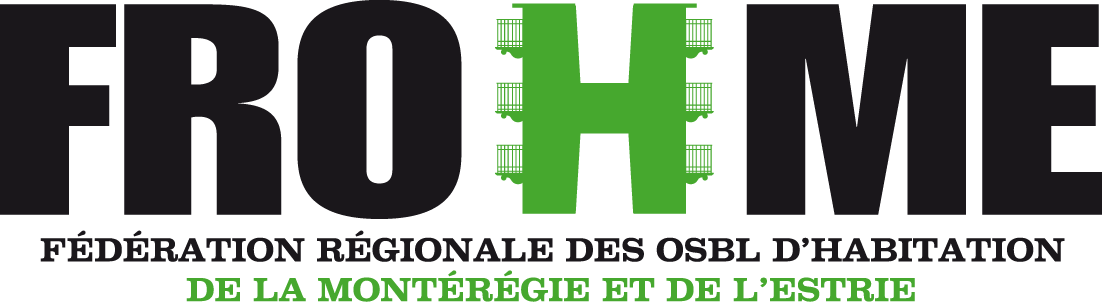 FROHME
FÉDÉRATION RÉGIONALE DES OSBL D'HABITATION
DE LA MONTÉRÉGIE ET DE L'ESTRIE